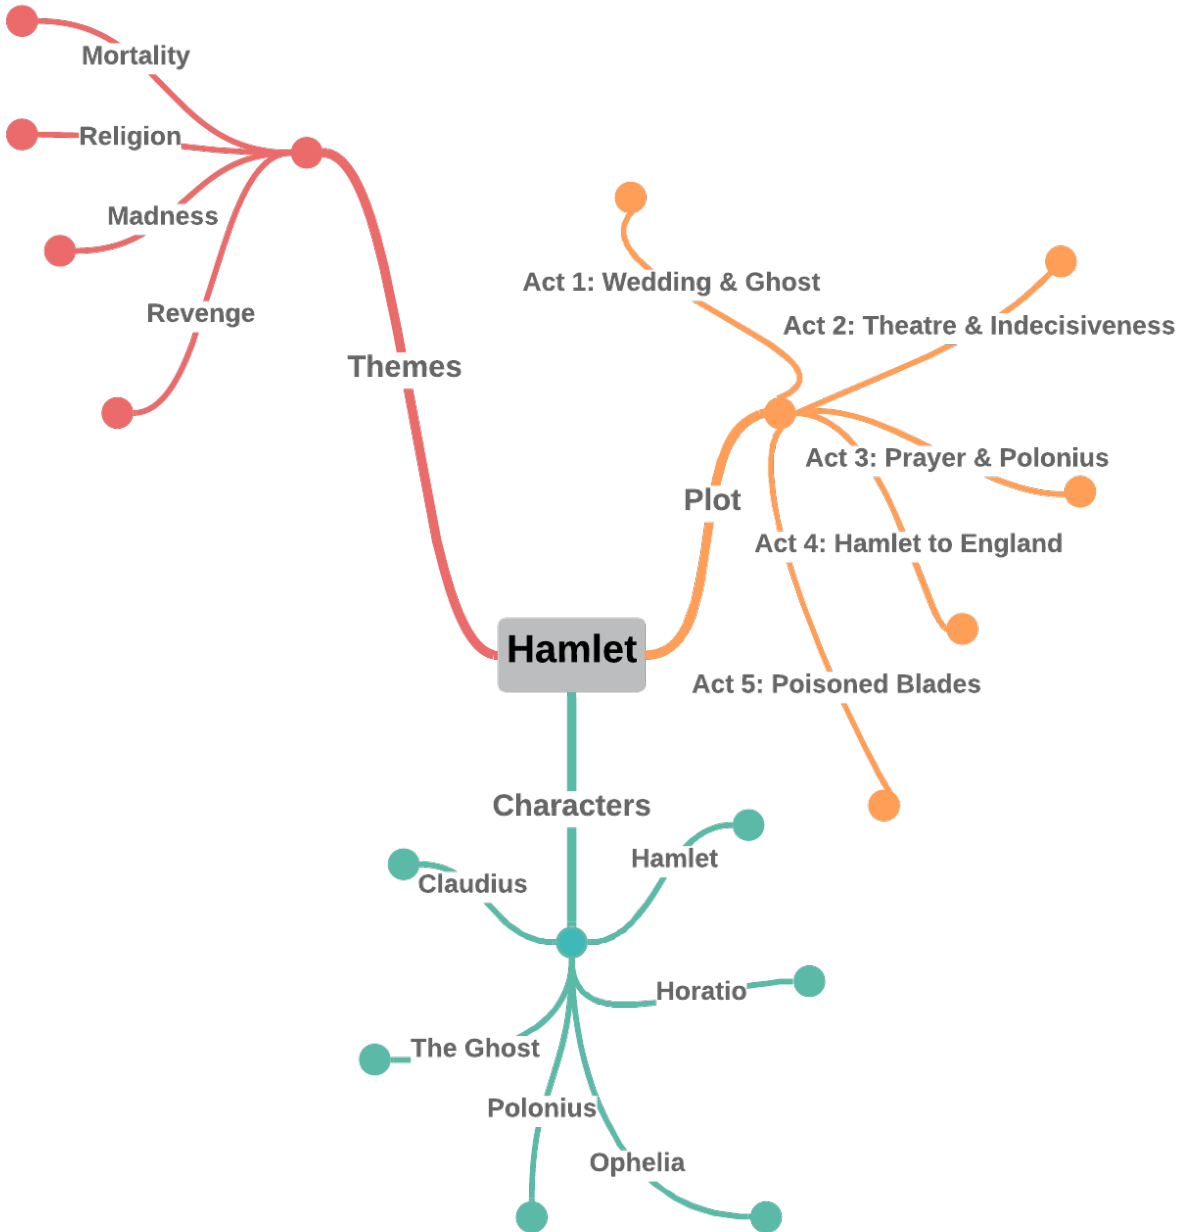 Mortality
Religion
Madness
Revenge
Themes
Act 1: Wedding & Ghost
Act 2: Theatre & Indecisiveness
Act 3: Prayer & Polonius
Act 4: Hamlet to England
Act 5: Poisoned Blades
Plot
Hamlet
Characters
Claudius
Hamlet
Horatio
The Ghost
Polonius
Ophelia